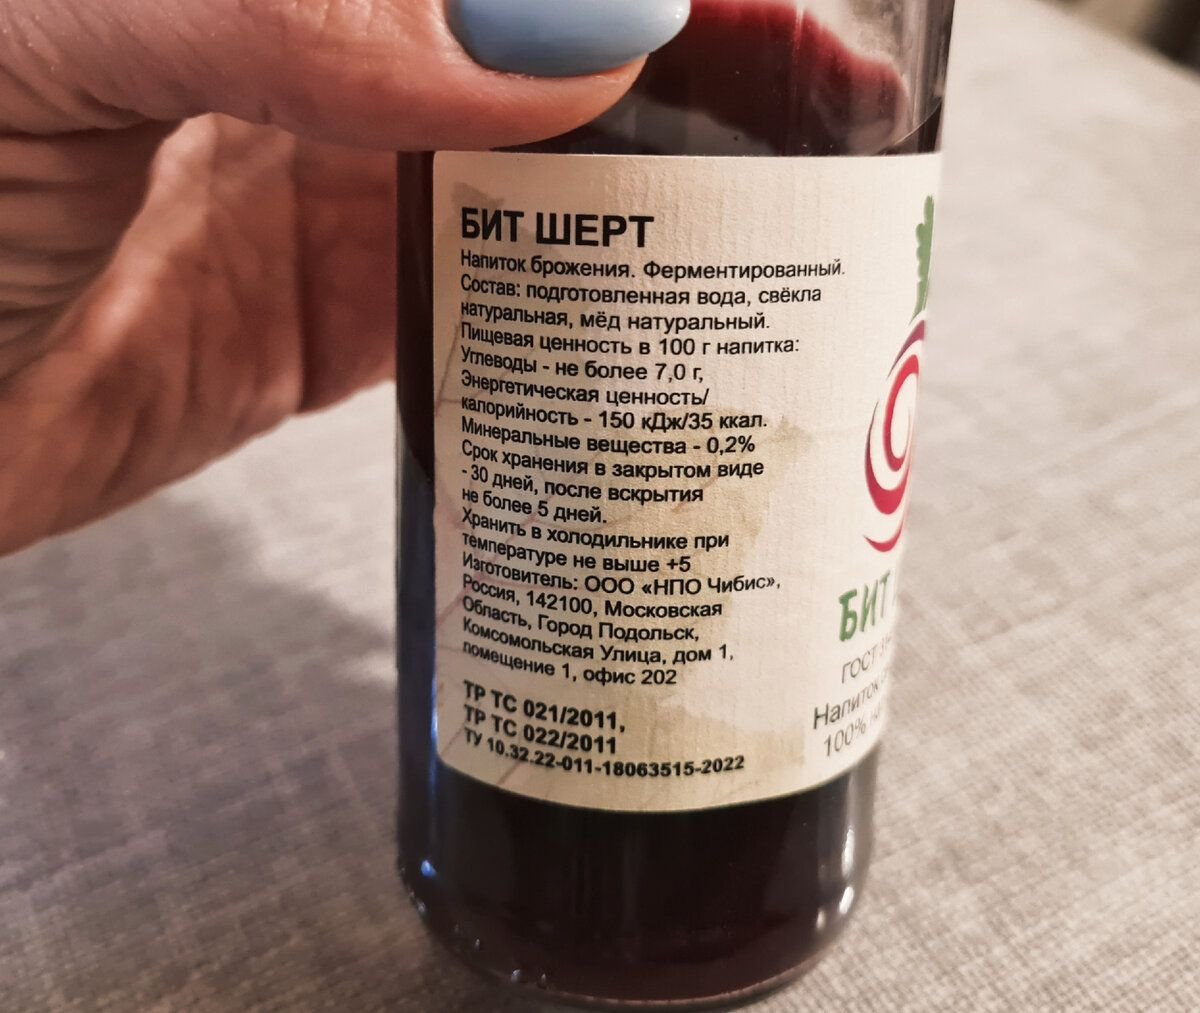 БИТ ШЕРТ
Напиток брожения. Ферментированный.
Состав: подготовленная вода, свёкла
натуральная, мёд натуральный.
Пищевая ценность в 100 г напитка:
Углеводы - не более 7,0 г,
Энергетическая ценность/
калорийность - 150 кДж/35 ккал.
Минеральные вещества - 0,2%
Срок хранения в закрытом виде
- 30 дней, после вскрытия
не более 5 дней.
Хранить в холодильнике при
температуре не выше +5
Изготовитель: ООО «НПО Чибис»,
Россия, 142100, Московская
Область, Город Подольск,
Комсомольская Улица, дом 1,
помещение 1, офис 202
ТР ТС 021/2011,
ТР ТС 022/2011
ТУ 10.32.22-011-18063515-2022
БИТ
ГОСТ
Напиток
100%